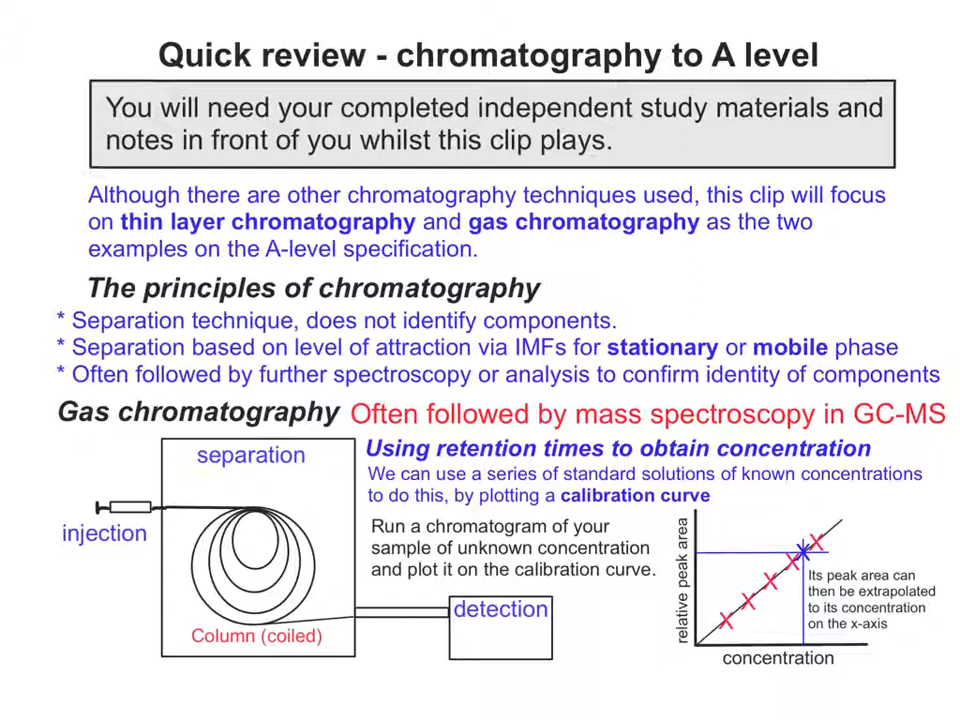 Quick review - chromatography to A level
You will need your completed independent study materials and
notes in front of you whilst this clip plays.
Although there are other chromatography techniques used, this clip will focus
on thin layer chromatography and gas chromatography as the two
examples on the A-level specification.
The principles of chromatography
* Separation technique, does not identify components.
* Separation based on level of attraction via IMFs for stationary or mobile phase
* Often followed by further spectroscopy or analysis to confirm identity of components
Gas chromatography Often followed by mass spectroscopy in GC-MS
separation
injection
Column (coiled)
detection
Using retention times to obtain concentration
We can use a series of standard solutions of known concentrations
to do this, by plotting a calibration curve
Run a chromatogram of your
sample of unknown concentration
and plot it on the calibration curve.
relative peak area
Its peak area can
then be extrapolated
to its concentration
on the x-axis
concentration